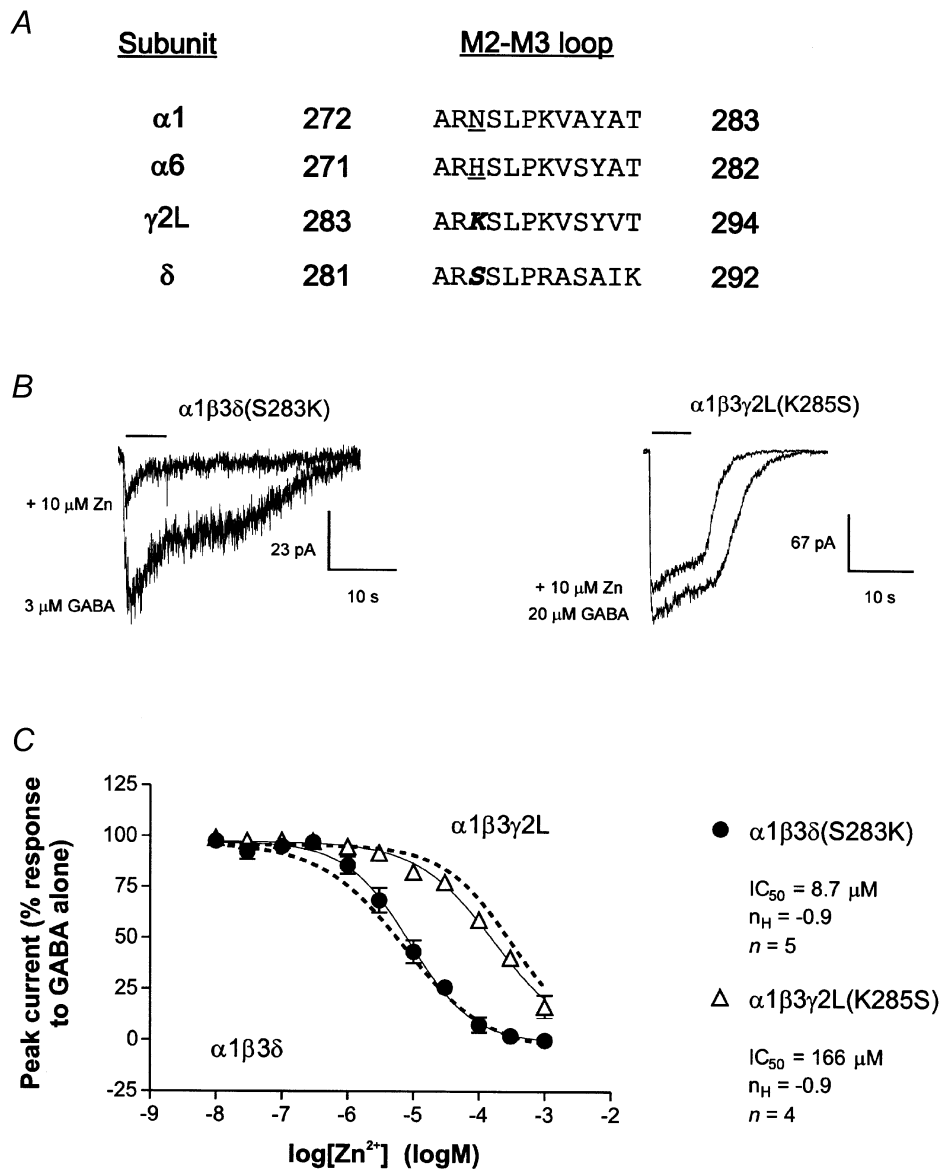 A
Subunit M2-M3 loop
α1 272 ARNSLPKVAYAT 283
α6 271 ARHSLPKVSYAT 282
γ2L 283 ARKSLPKVSYVT 294
δ 281 ARSSLPRASAIK 292
B
α1β3δ(S283K)
+ 10 μM Zn
3 μM GABA
23 pA
10 s
α1β3γ2L(K285S)
+ 10 μM Zn
20 μM GABA
67 pA
10 s
C
Peak current (% response
to GABA alone)
125
100
75
50
25
0
-25
-9 -8 -7 -6 -5 -4 -3 -2
log[Zn²⁺] (logM)
α1β3γ2L
α1β3δ
α1β3δ(S283K)
IC₅₀ = 8.7 μM
n_H = -0.9
n = 5
α1β3γ2L(K285S)
IC₅₀ = 166 μM
n_H = -0.9
n = 4